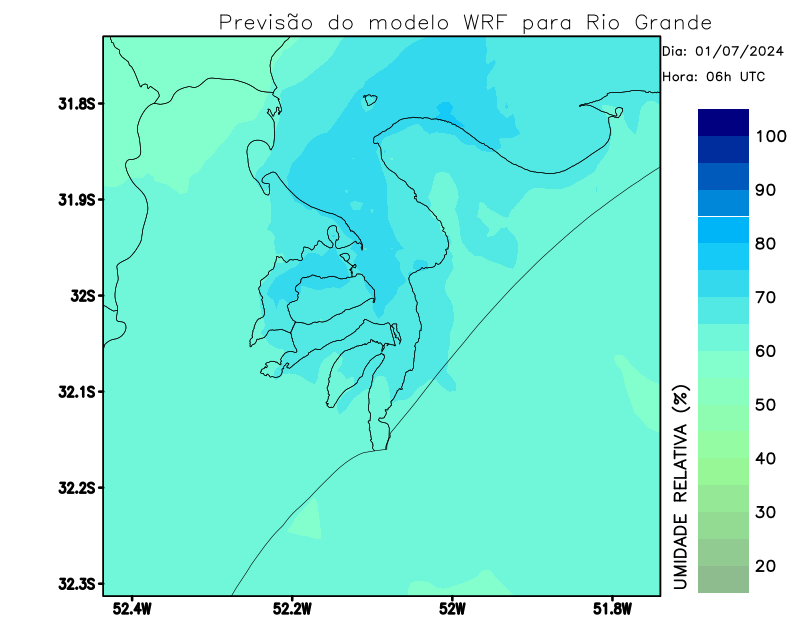 Previsão do modelo WRF para Rio Grande
Dia: 01/07/2024
Hora: 06h UTC
31.8S
31.9S
32S
32.1S
32.2S
32.3S
52.4W
52.2W
52W
51.8W
100
90
80
70
60
50
40
30
20
UMIDADE RELATIVA (%)